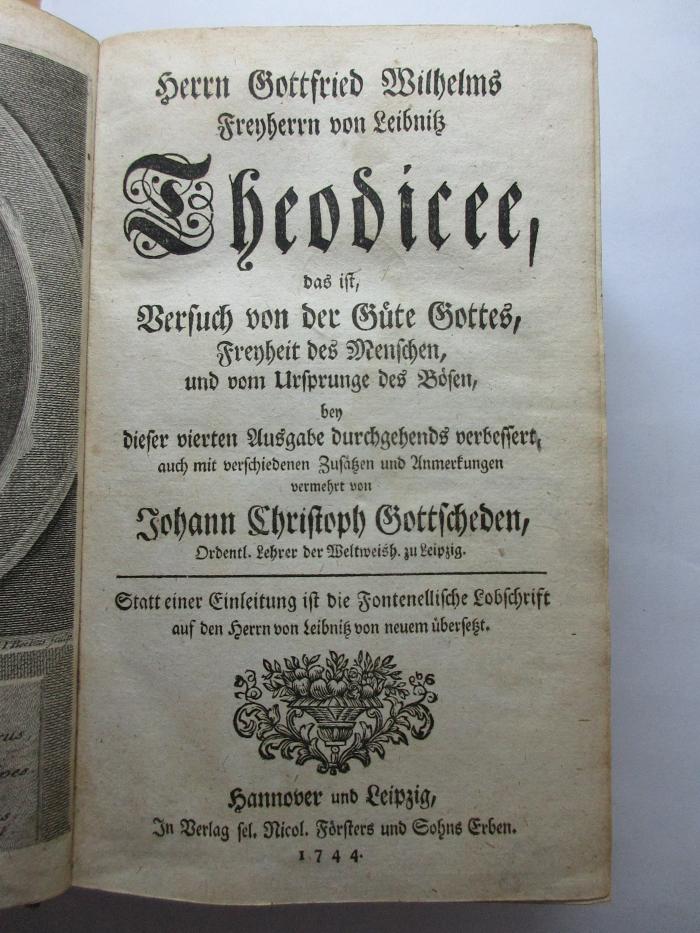 Herrn Gottfried Wilhelms
Freyherrn von Leibnitz
Theodicee,
das ist,
Versuch von der Güte Gottes,
Freyheit des Menschen,
und vom Ursprunge des Bösen,
bey
dieser vierten Ausgabe durchgehends verbessert,
auch mit verschiedenen Zusätzen und Anmerkungen
vermehrt von
Johann Christoph Gottscheden,
Ordentl. Lehrer der Weltweish. zu Leipzig.
Statt einer Einleitung ist die Fontenellische Lobschrift
auf den Herrn von Leibnitz von neuem übersetzt.
Hannover und Leipzig,
In Verlag sel. Nicol. Försters und Sohns Erben.
1744.